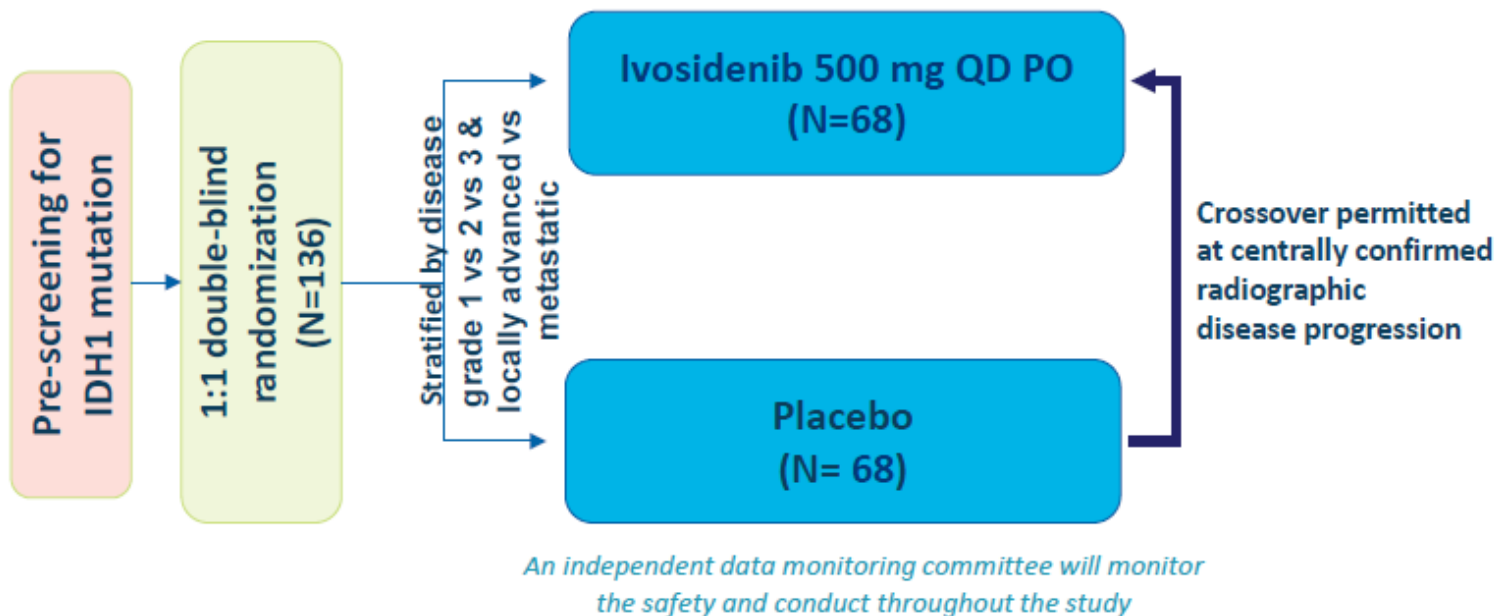 Pre-screening for
IDH1 mutation
1:1 double-blind
randomization
(N=136)
Stratified by disease
grade 1 vs 2 vs 3 &
locally advanced vs
metastatic
Ivosidenib 500 mg QD PO
(N=68)
Placebo
(N= 68)
Crossover permitted
at centrally confirmed
radiographic
disease progression
An independent data monitoring committee will monitor
the safety and conduct throughout the study